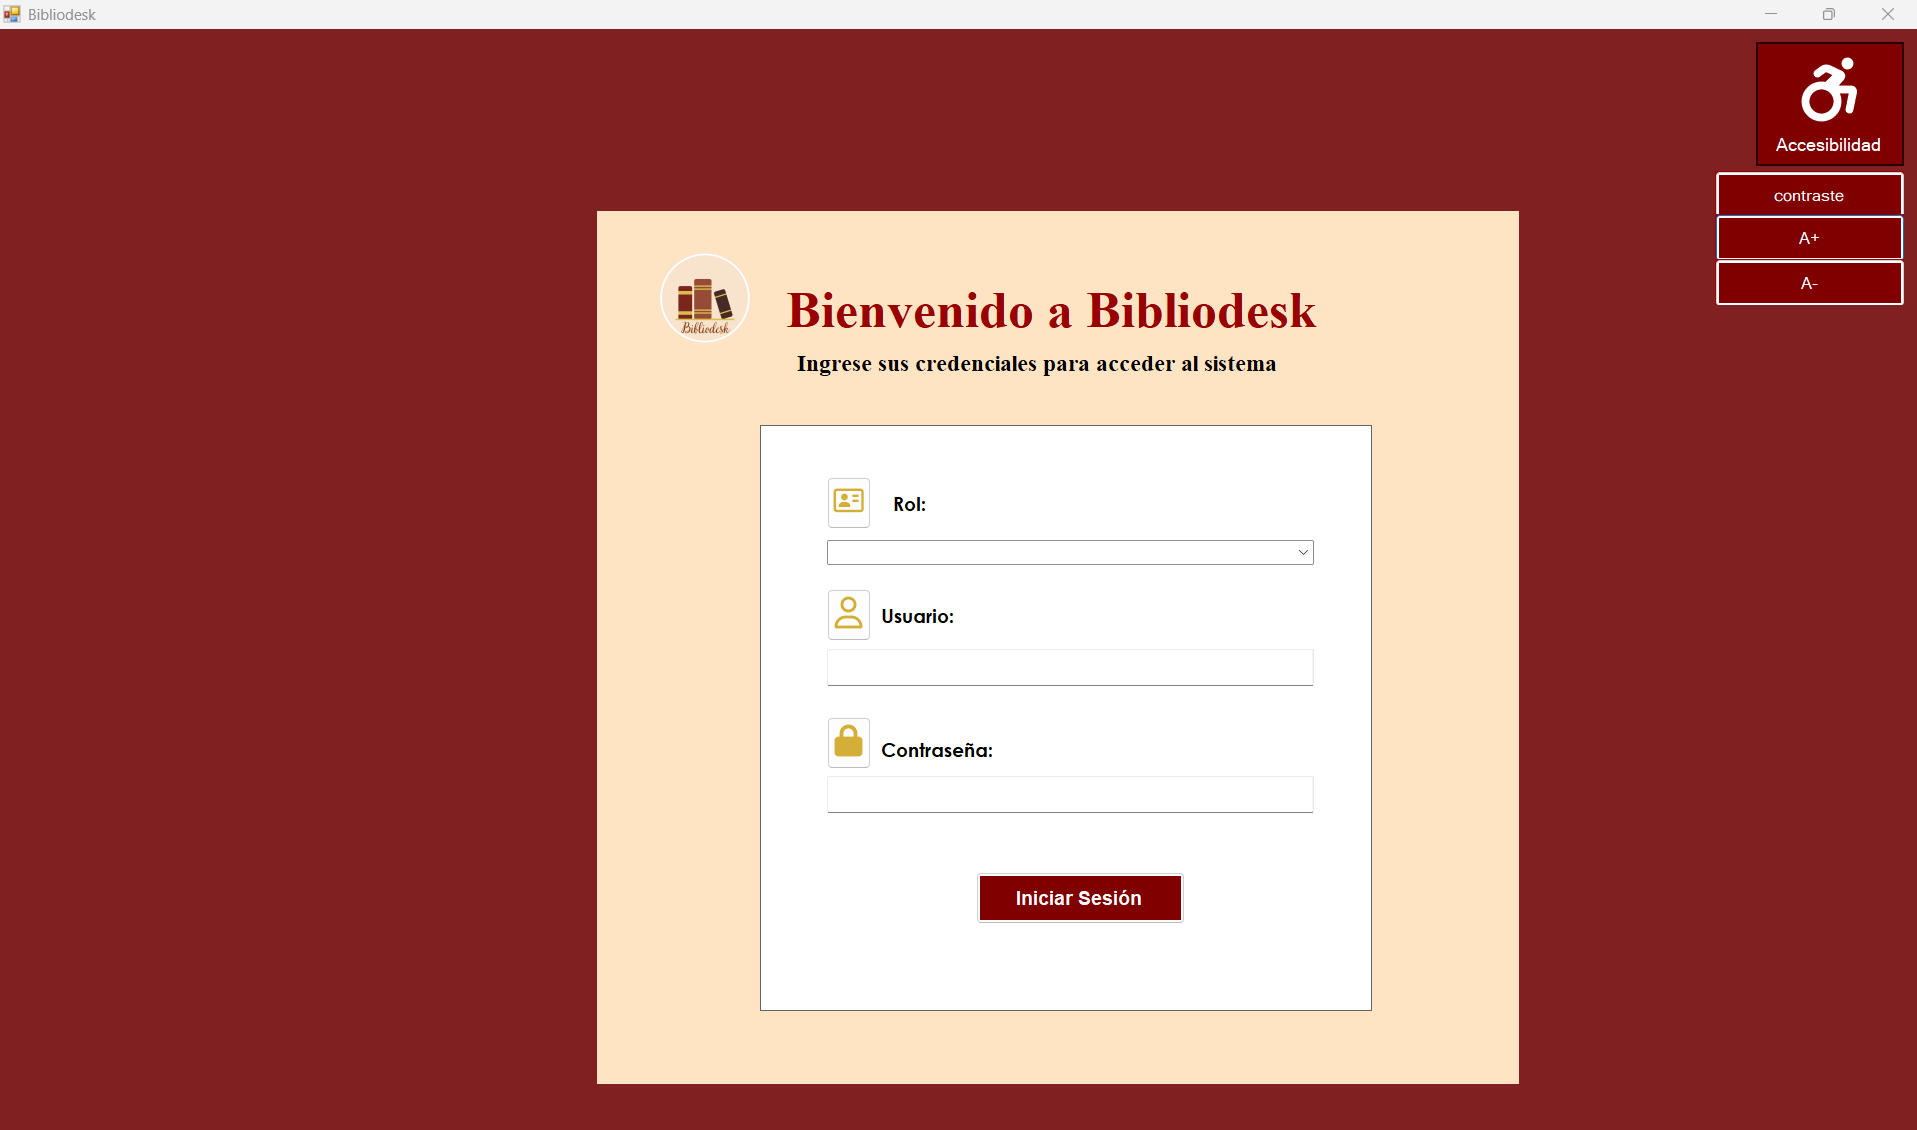 Bibliodesk
Accesibilidad
contraste
A+
A-
Bibliodesk
Bienvenido a Bibliodesk
Ingrese sus credenciales para acceder al sistema
Rol:
Usuario:
Contraseña:
Iniciar Sesión